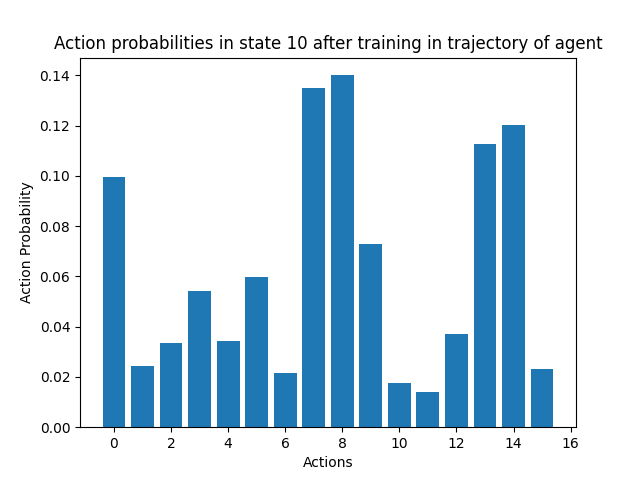 Action probabilities in state 10 after training in trajectory of agent
0.14
0.12
0.10
0.08
0.06
0.04
0.02
0.00
Action Probability
0 2 4 6 8 10 12 14 16
Actions